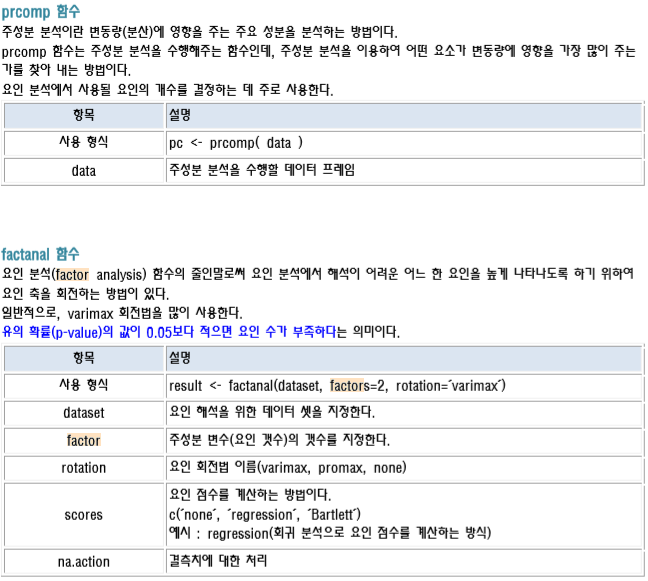 prcomp 함수
주성분 분석이란 변동량(분산)에 영향을 주는 주요 성분을 분석하는 방법이다.
prcomp 함수는 주성분 분석을 수행해주는 함수인데, 주성분 분석을 이용하여 어떤 요소가 변동량에 영향을 가장 많이 주는
가를 찾아 내는 방법이다.
요인 분석에서 사용될 요인의 개수를 결정하는 데 주로 사용한다.
항목 설명
사용 형식 pc <- prcomp( data )
data 주성분 분석을 수행할 데이터 프레임
factanal 함수
요인 분석(factor analysis) 함수의 줄인말로써 요인 분석에서 해석이 어려운 어느 한 요인을 높게 나타나도록 하기 위하여
요인 축을 회전하는 방법이 있다.
일반적으로, varimax 회전법을 많이 사용한다.
유의 확률(p-value)의 값이 0.05보다 적으면 요인 수가 부족하다는 의미이다.
항목 설명
사용 형식 result <- factanal(dataset, factors=2, rotation='varimax')
dataset 요인 해석을 위한 데이터 셋을 지정한다.
factor 주성분 변수(요인 갯수)의 갯수를 지정한다.
rotation 요인 회전법 이름(varimax, promax, none)
요인 점수를 계산하는 방법이다.
scores c('none', 'regression', 'Bartlett')
예시 : regression(회귀 분석으로 요인 점수를 계산하는 방식)
na.action 결측치에 대한 처리